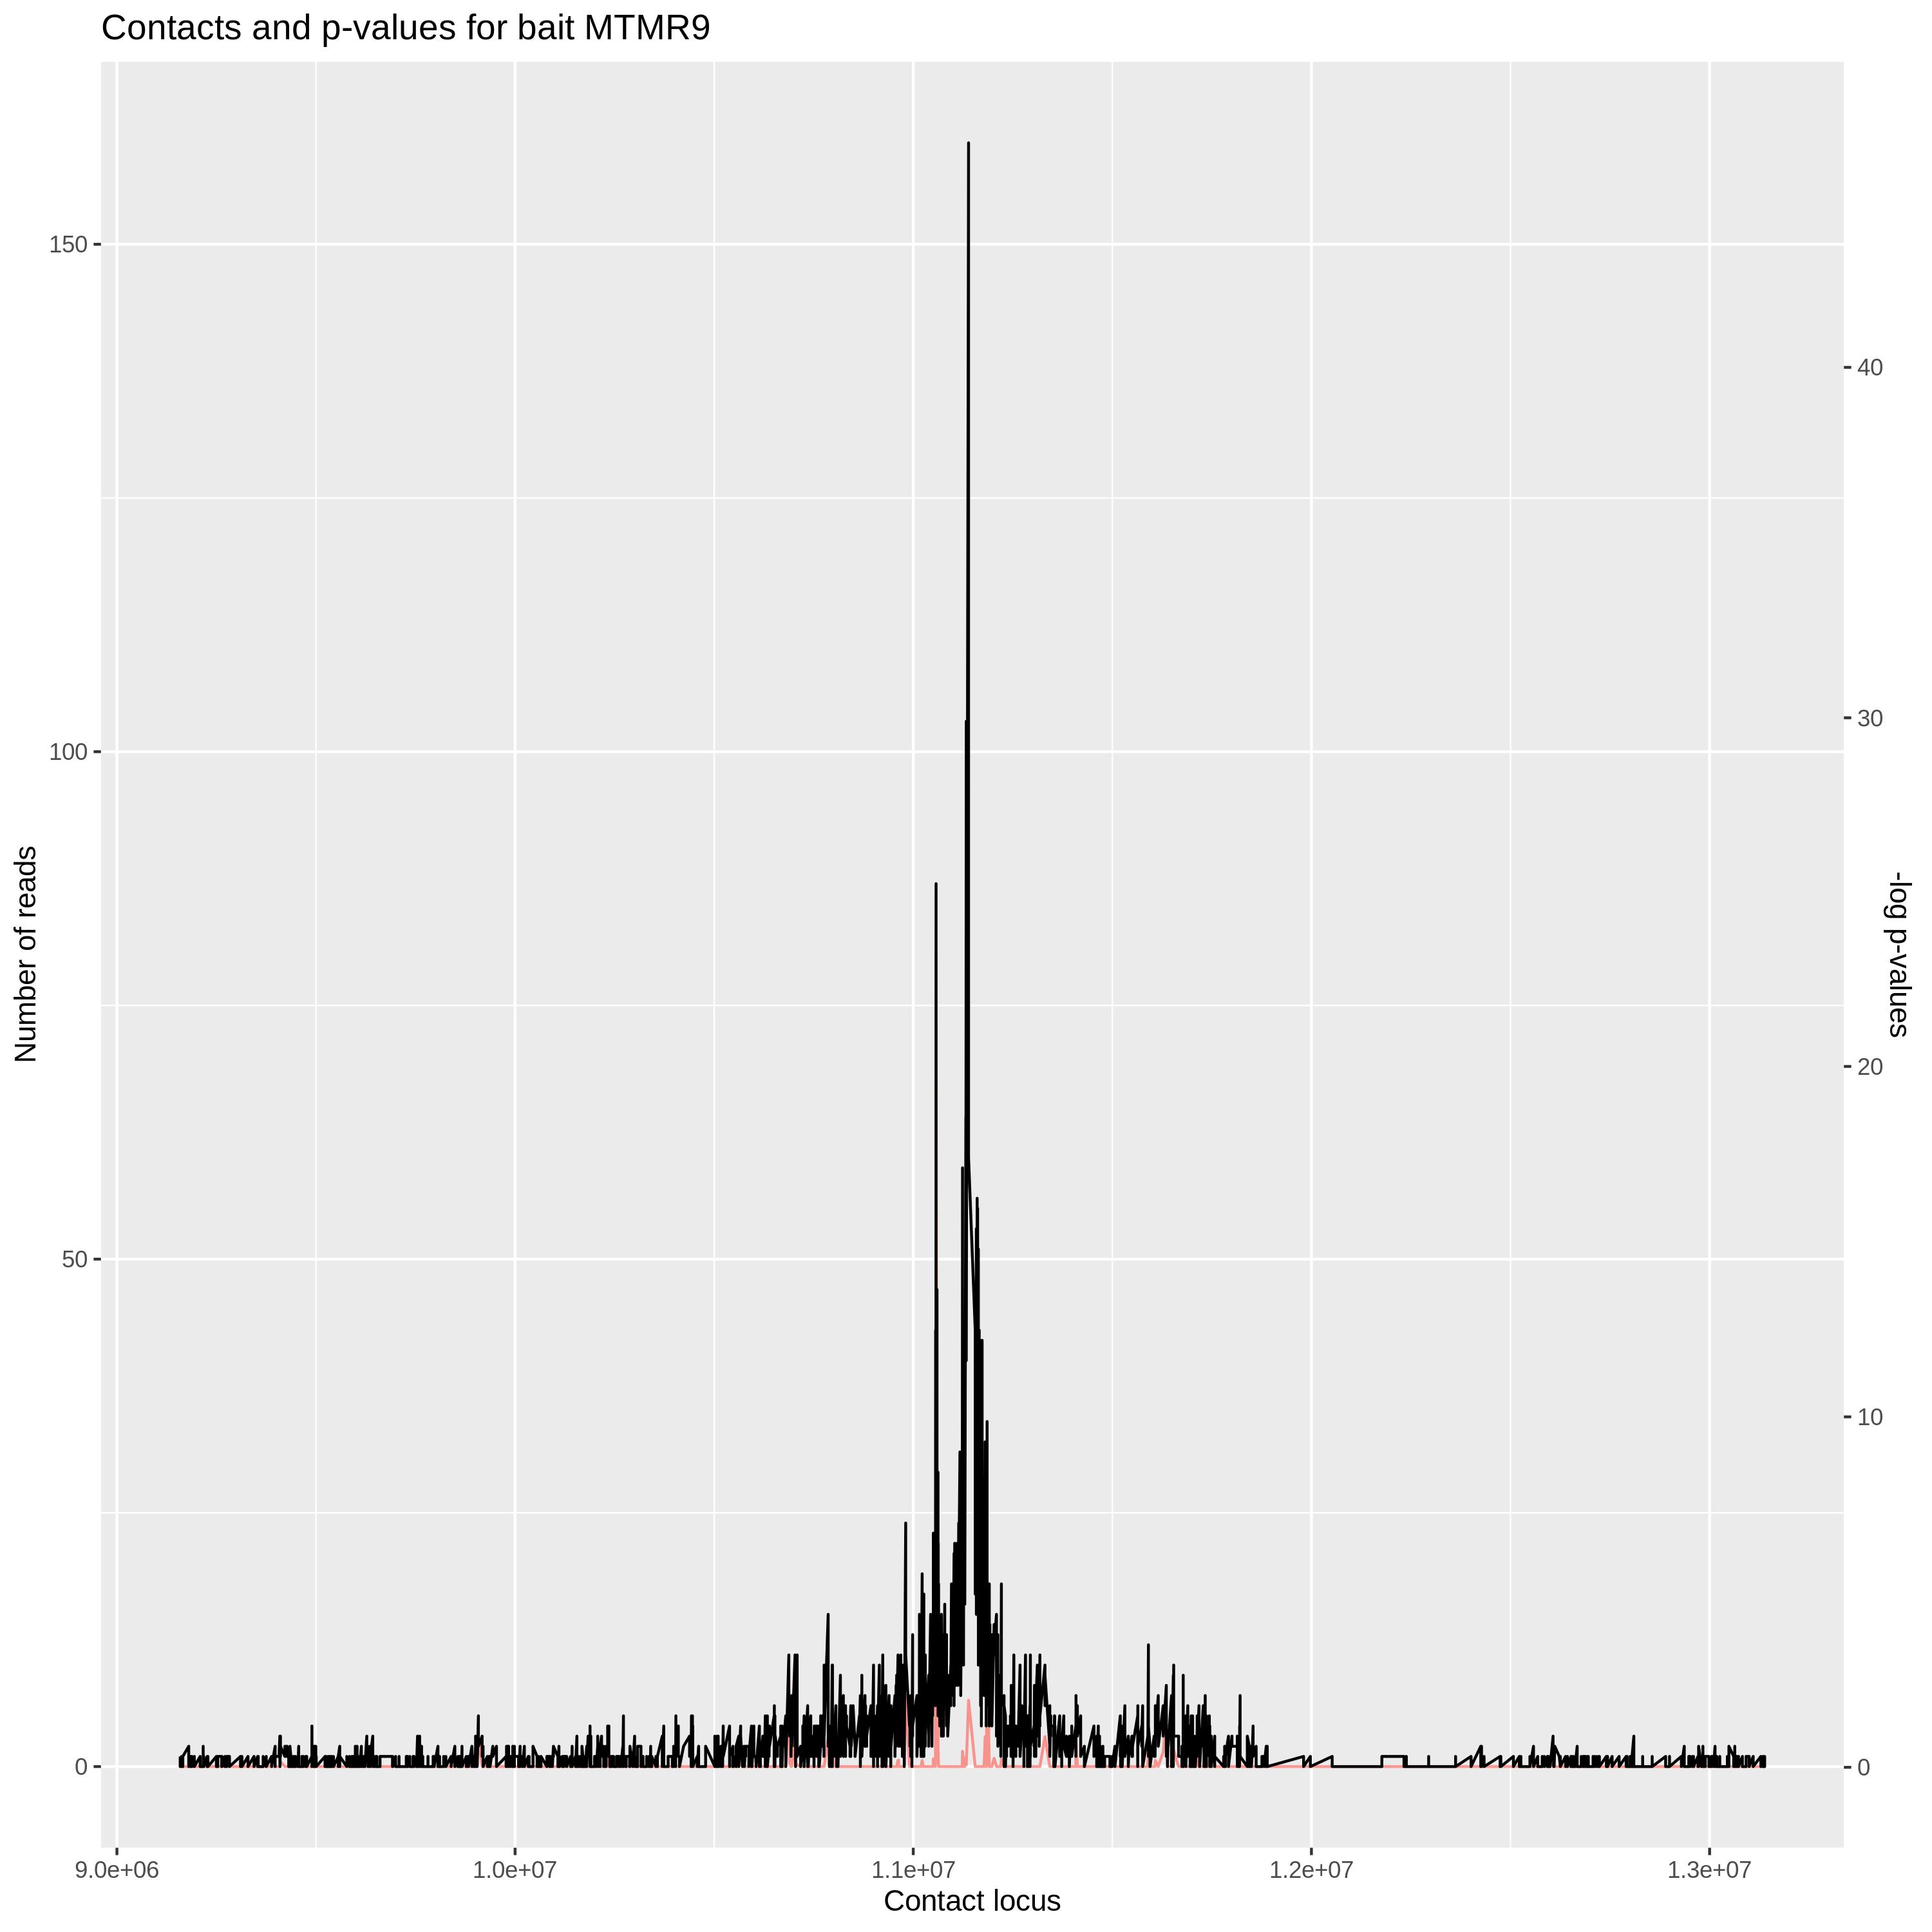 Contacts and p-values for bait MTMR9
150
100
50
0
Number of reads
40
30
20
10
0
-log p-values
9.0e+06
1.0e+07
1.1e+07
1.2e+07
1.3e+07
Contact locus